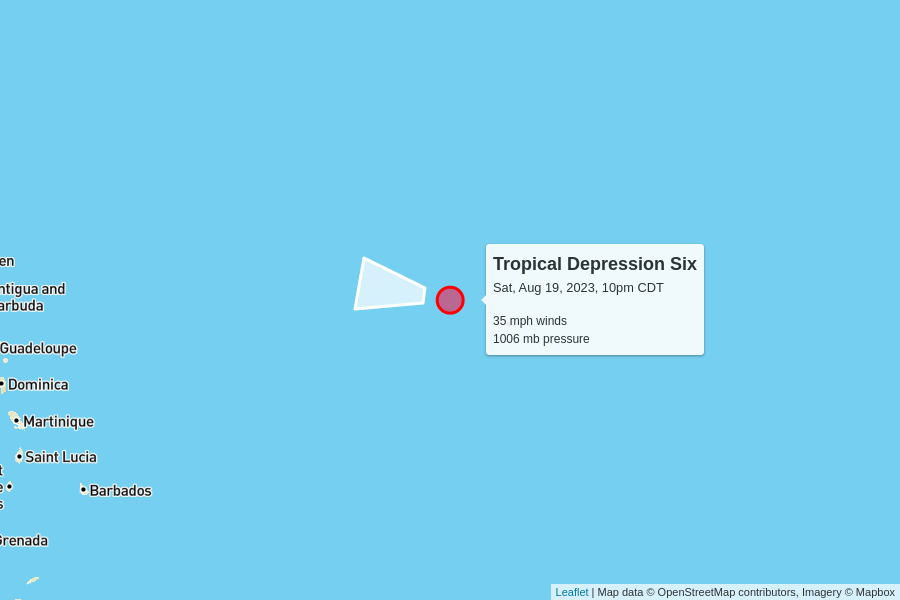 en
ntigua and
arbuda
Guadeloupe
Dominica
Martinique
Saint Lucia
t
e
s
Barbados
Grenada
Tropical Depression Six
Sat, Aug 19, 2023, 10pm CDT
35 mph winds
1006 mb pressure
Leaflet | Map data © OpenStreetMap contributors, Imagery © Mapbox